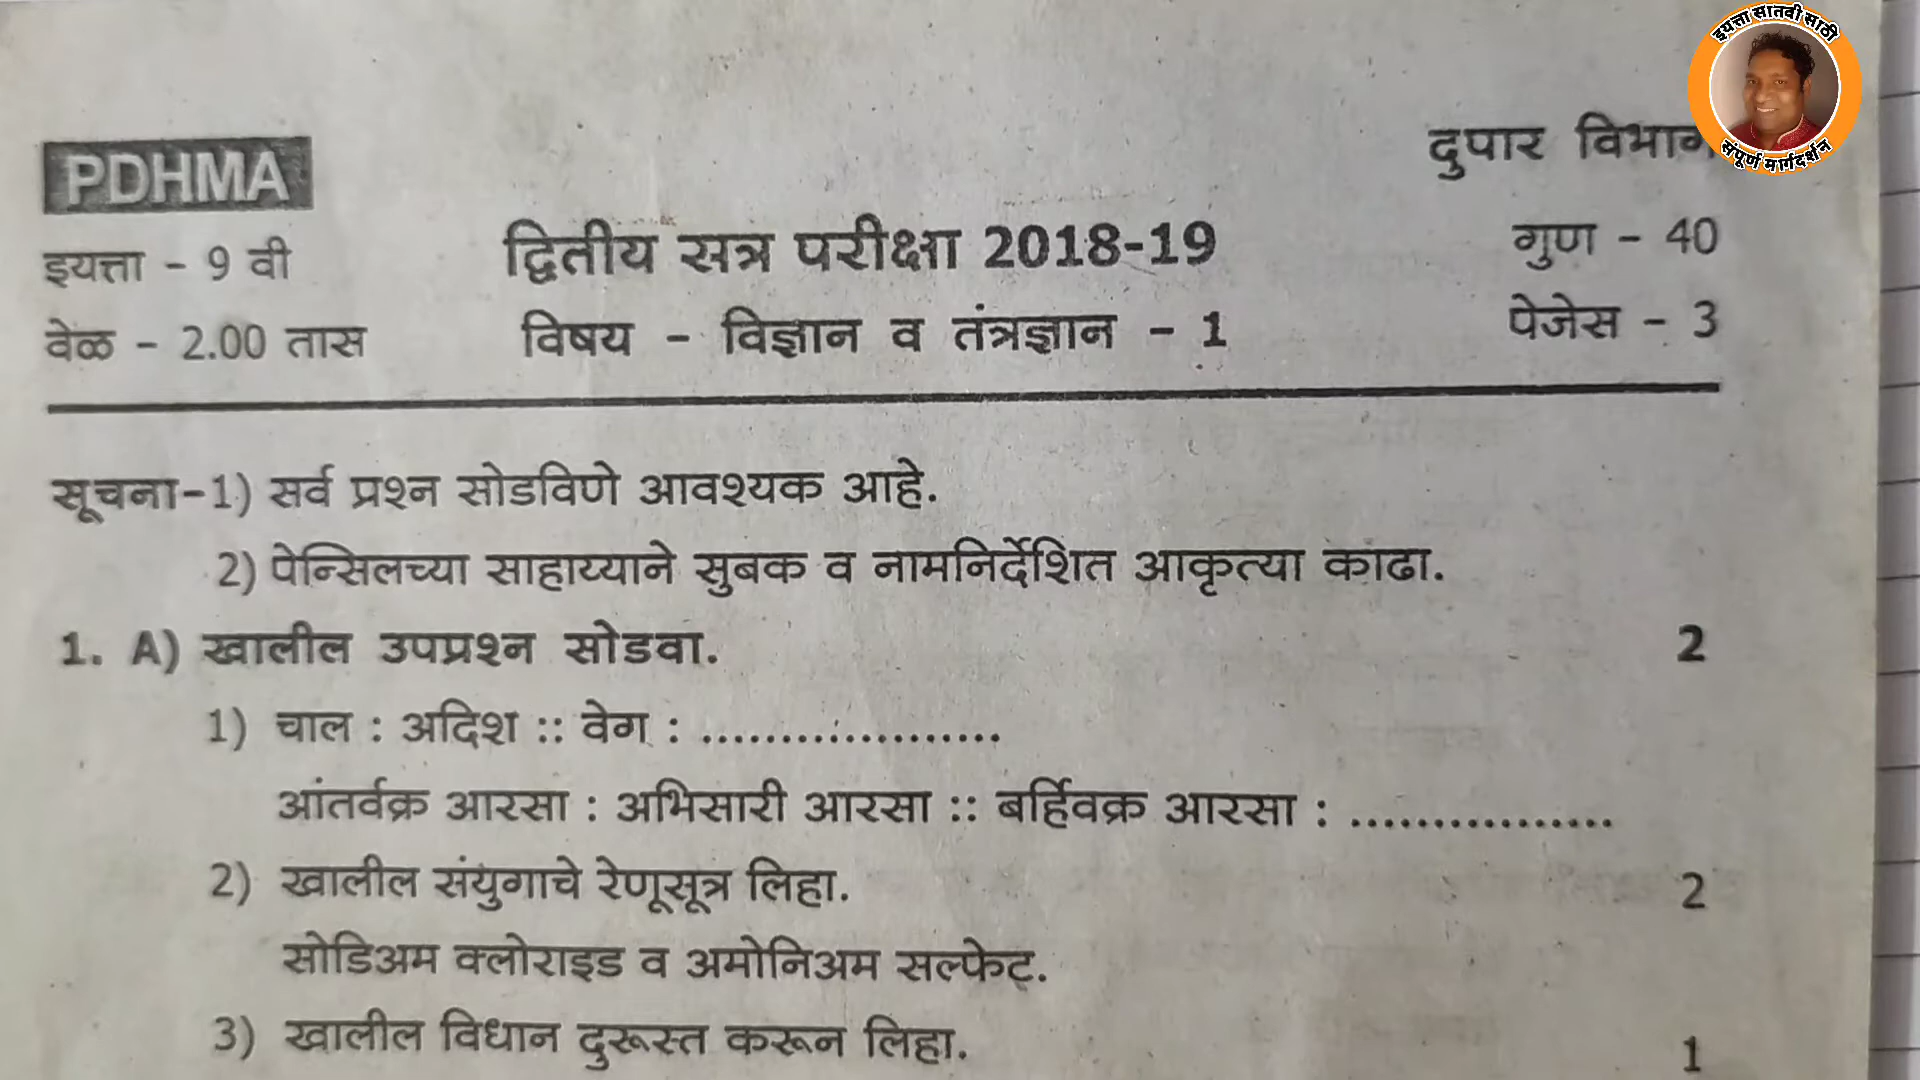 इयत्ता सातवी साठी
संपूर्ण मार्गदर्शन
PDHMA
दुपार विभाग
इयत्ता - 9 वी
द्वितीय सत्र परीक्षा 2018-19
गुण - 40
वेळ - 2.00 तास
विषय - विज्ञान व तंत्रज्ञान - 1
पेजेस - 3
सूचना-1) सर्व प्रश्न सोडविणे आवश्यक आहे.
2) पेन्सिलच्या साहाय्याने सुबक व नामनिर्देशित आकृत्या काढा.
1. A) खालील उपप्रश्न सोडवा. 2
1) चाल : अदिश :: वेग : ....................
आंतर्वक्र आरसा : अभिसारी आरसा :: बर्हिवक्र आरसा : ................
2) खालील संयुगाचे रेणूसूत्र लिहा. 2
सोडिअम क्लोराइड व अमोनिअम सल्फेट.
3) खालील विधान दुरूस्त करून लिहा. 1